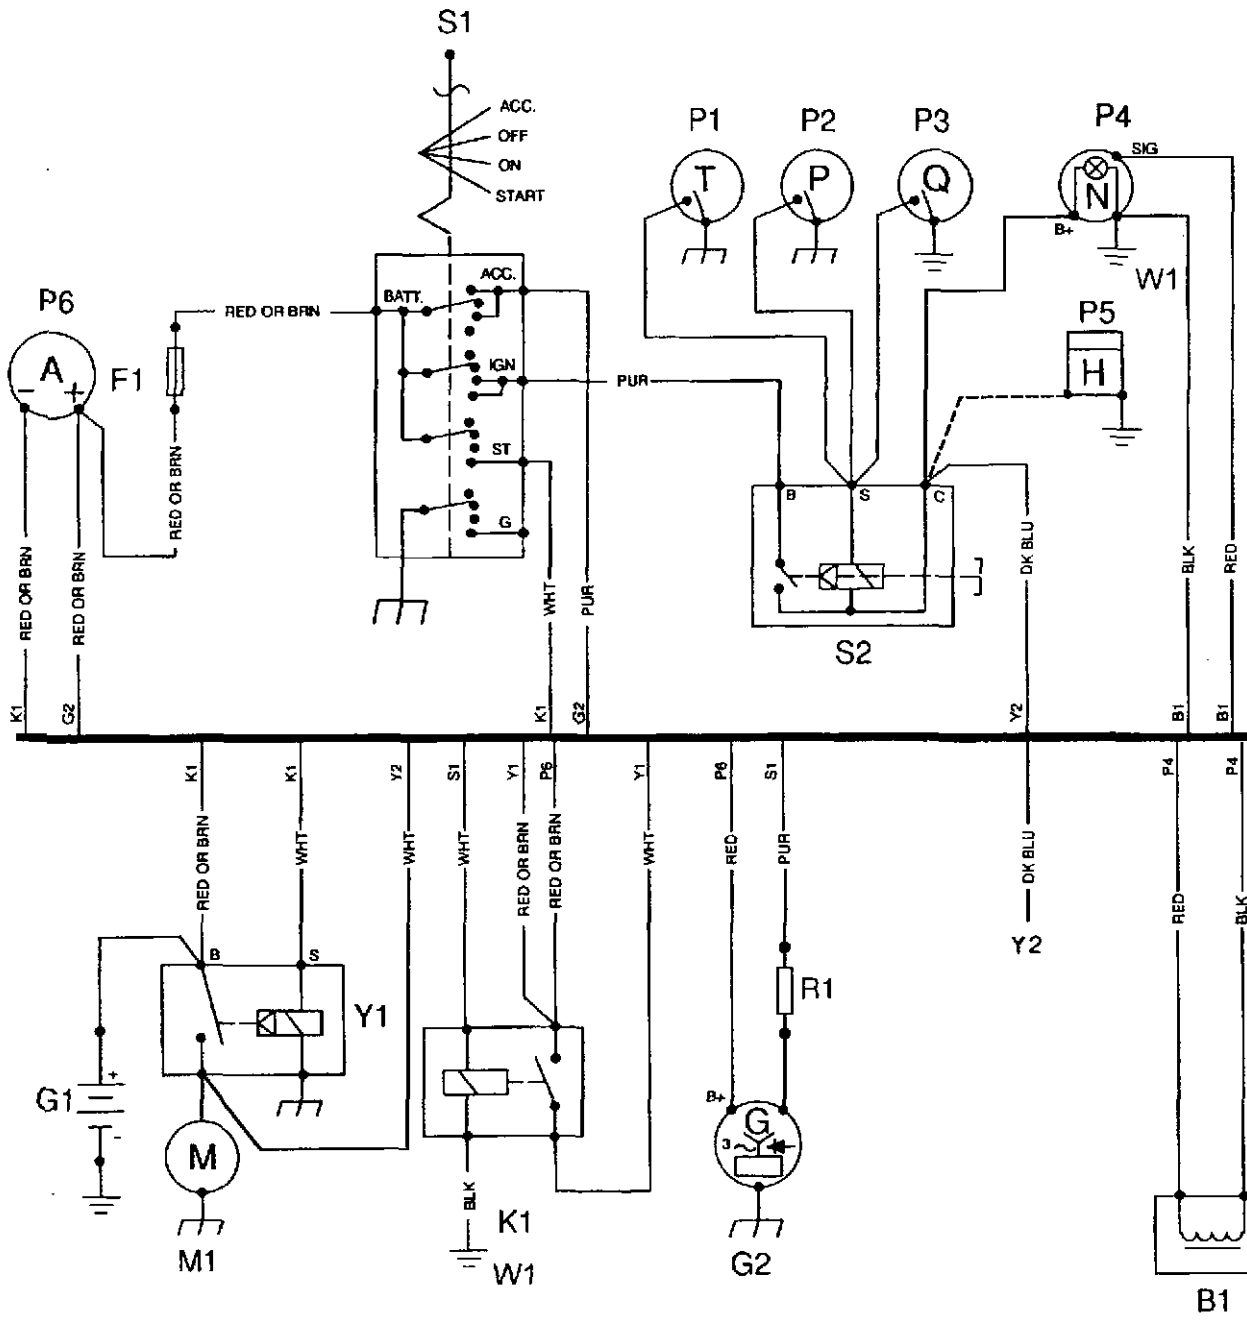 S1
ACC.
OFF
ON
START
P1
P2
P3
P4
T
P
Q
N
SIG
B+
W1
P6
A
- +
F1
RED OR BRN
BATT.
ACC.
IGN
ST
G
PUR
P5
H
B
S
C
S2
RED OR BRN
RED OR BRN
RED OR BRN
WHT
PUR
DK BLU
BLK
RED
K1
G2
K1
G2
Y2
B1
B1
K1
K1
Y2
S1
Y1
P6
Y1
P6
S1
P4
P4
RED OR BRN
WHT
WHT
WHT
RED OR BRN
RED OR BRN
WHT
RED
PUR
DK BLU
RED
BLK
Y2
B
S
Y1
R1
G1
+
-
M
M1
BLK
K1
W1
B+
G
3
G2
B1